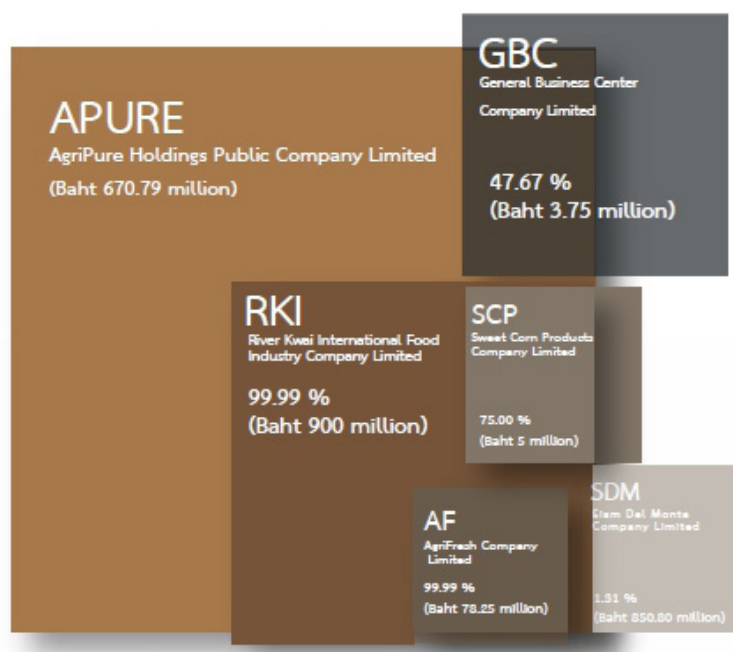 APURE
AgriPure Holdings Public Company Limited
(Baht 670.79 million)
GBC
General Business Center
Company Limited
47.67 %
(Baht 3.75 million)
RKI
River Kwai International Food
Industry Company Limited
99.99 %
(Baht 900 million)
SCP
Sweet Corn Products
Company Limited
75.00 %
(Baht 5 million)
AF
AgriFresh Company
Limited
99.99 %
(Baht 78.25 million)
SDM
Siam Del Monte
Company Limited
1.31 %
(Baht 850.80 million)